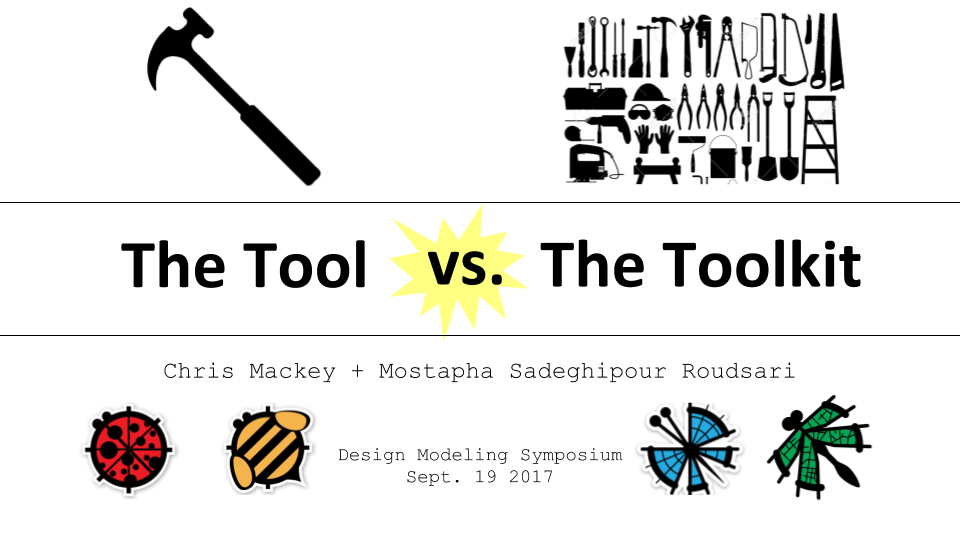 The Tool vs. The Toolkit
Chris Mackey + Mostapha Sadeghipour Roudsari
Design Modeling Symposium
Sept. 19 2017